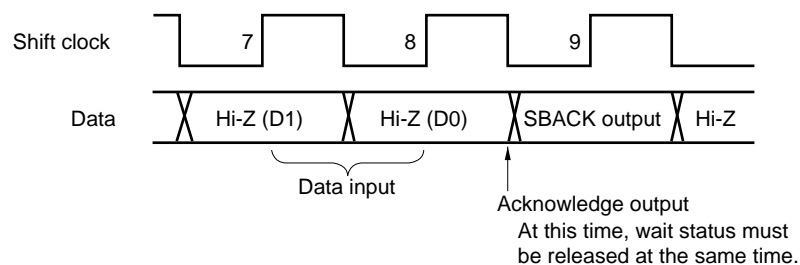 Shift clock 7 8 9
Data Hi-Z (D1) Hi-Z (D0) SBACK output Hi-Z
Data input
Acknowledge output
At this time, wait status must
be released at the same time.